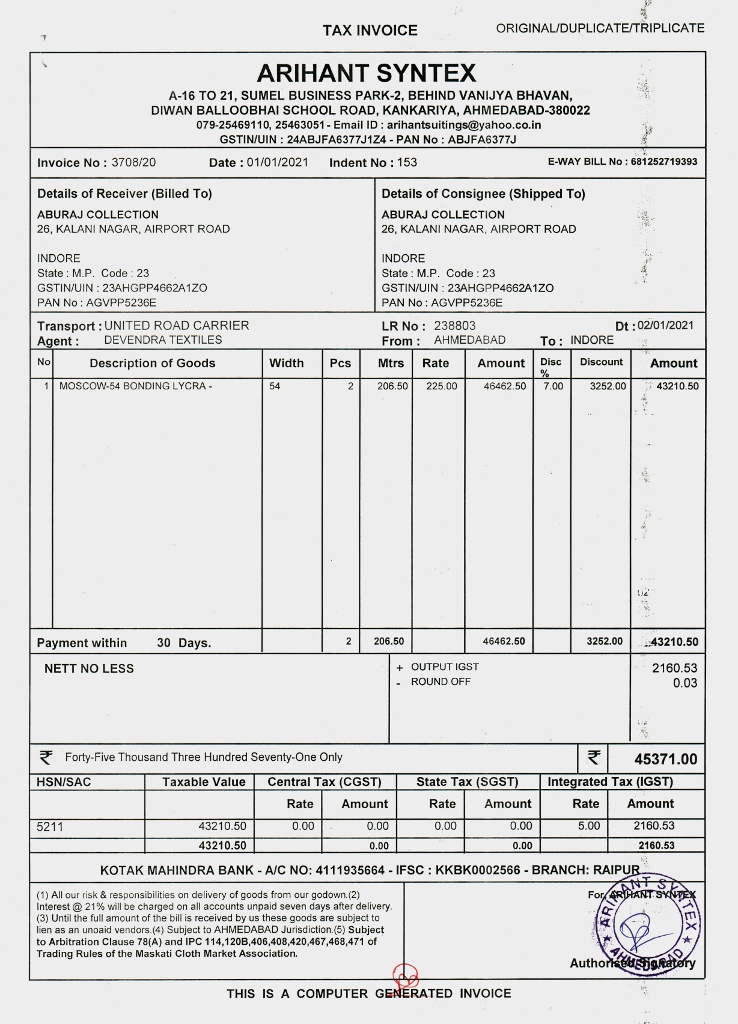 TAX INVOICE
ORIGINAL/DUPLICATE/TRIPLICATE
ARIHANT SYNTEX
A-16 TO 21, SUMEL BUSINESS PARK-2, BEHIND VANIJYA BHAVAN,
DIWAN BALLOOBHAI SCHOOL ROAD, KANKARIYA, AHMEDABAD-380022
079-25469110, 25463051 - Email ID : arihantsuitings@yahoo.co.in
GSTIN/UIN : 24ABJFA6377J1Z4 - PAN No : ABJFA6377J
Invoice No : 3708/20 Date : 01/01/2021 Indent No : 153 E-WAY BILL No : 681252719393
Details of Receiver (Billed To) Details of Consignee (Shipped To)
ABURAJ COLLECTION ABURAJ COLLECTION
26, KALANI NAGAR, AIRPORT ROAD 26, KALANI NAGAR, AIRPORT ROAD
INDORE INDORE
State : M.P. Code : 23 State : M.P. Code : 23
GSTIN/UIN : 23AHGPP4662A1ZO GSTIN/UIN : 23AHGPP4662A1ZO
PAN No : AGVPP5236E PAN No : AGVPP5236E
Transport : UNITED ROAD CARRIER LR No : 238803 Dt : 02/01/2021
Agent : DEVENDRA TEXTILES From : AHMEDABAD To : INDORE
No Description of Goods Width Pcs Mtrs Rate Amount Disc % Discount Amount
1 MOSCOW-54 BONDING LYCRA - 54 2 206.50 225.00 46462.50 7.00 3252.00 43210.50
Payment within 30 Days. 2 206.50 46462.50 3252.00 43210.50
NETT NO LESS + OUTPUT IGST 2160.53
- ROUND OFF 0.03
₹ Forty-Five Thousand Three Hundred Seventy-One Only ₹ 45371.00
HSN/SAC Taxable Value Central Tax (CGST) State Tax (SGST) Integrated Tax (IGST)
Rate Amount Rate Amount Rate Amount
5211 43210.50 0.00 0.00 0.00 0.00 5.00 2160.53
43210.50 0.00 0.00 2160.53
KOTAK MAHINDRA BANK - A/C NO: 4111935664 - IFSC : KKBK0002566 - BRANCH: RAIPUR
(1) All our risk & responsibilities on delivery of goods from our godown.(2)
Interest @ 21% will be charged on all accounts unpaid seven days after delivery.
(3) Until the full amount of the bill is received by us these goods are subject to
lien as an unoaid vendors.(4) Subject to AHMEDABAD Jurisdiction.(5) Subject
to Arbitration Clause 78(A) and IPC 114,120B,406,408,420,467,468,471 of
Trading Rules of the Maskati Cloth Market Association.
For, ARIHANT SYNTEX
ARIHANT SYNTEX
AHMEDABAD
Authorised Signatory
THIS IS A COMPUTER GENERATED INVOICE